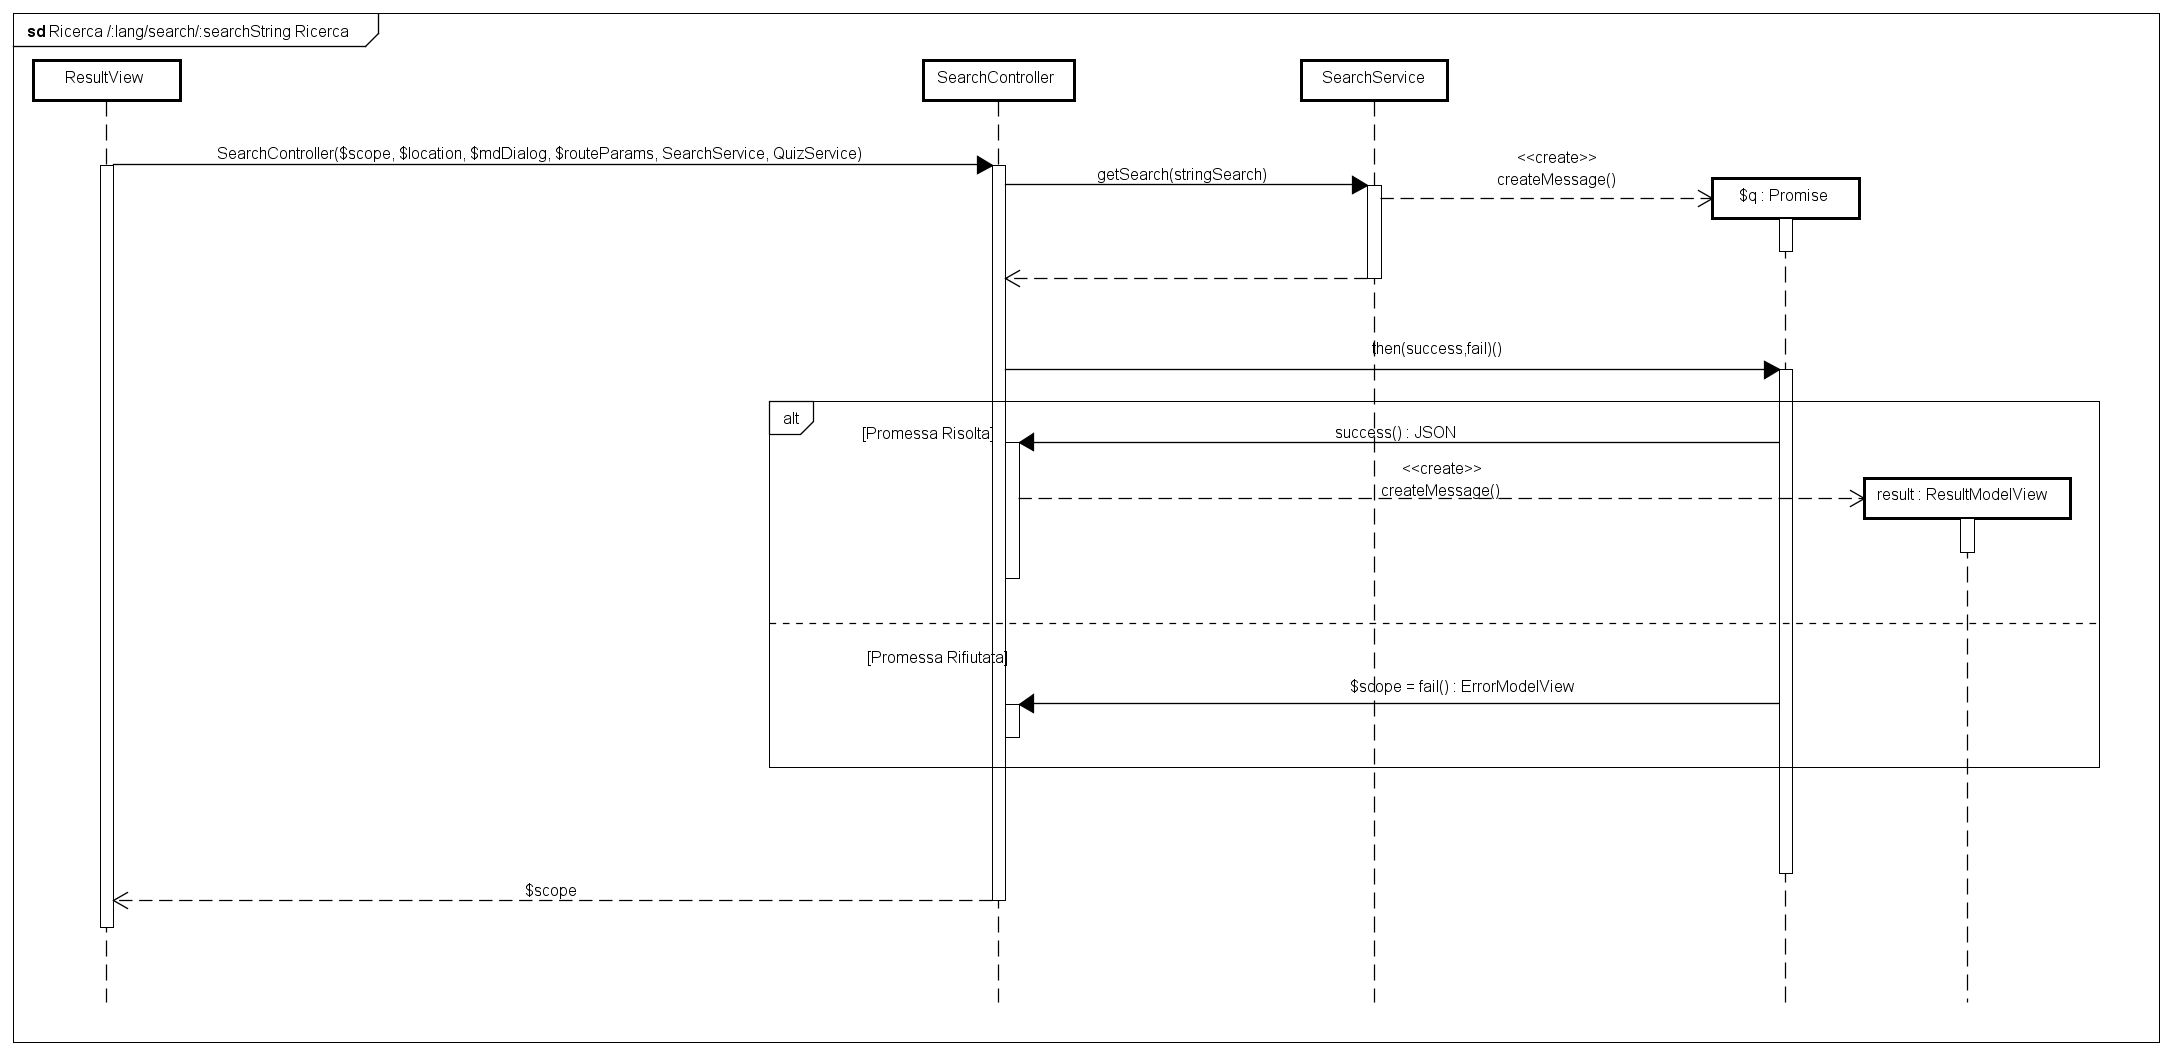 sd Ricerca /:lang/search/:searchString Ricerca
ResultView
SearchController
SearchService
SearchController($scope, $location, $mdDialog, $routeParams, SearchService, QuizService)
getSearch(stringSearch)
<<create>>
createMessage()
$q : Promise
then(success,fail)()
alt
[Promessa Risolta]
success() : JSON
<<create>>
createMessage()
result : ResultModelView
[Promessa Rifiutata]
$scope = fail() : ErrorModelView
$scope